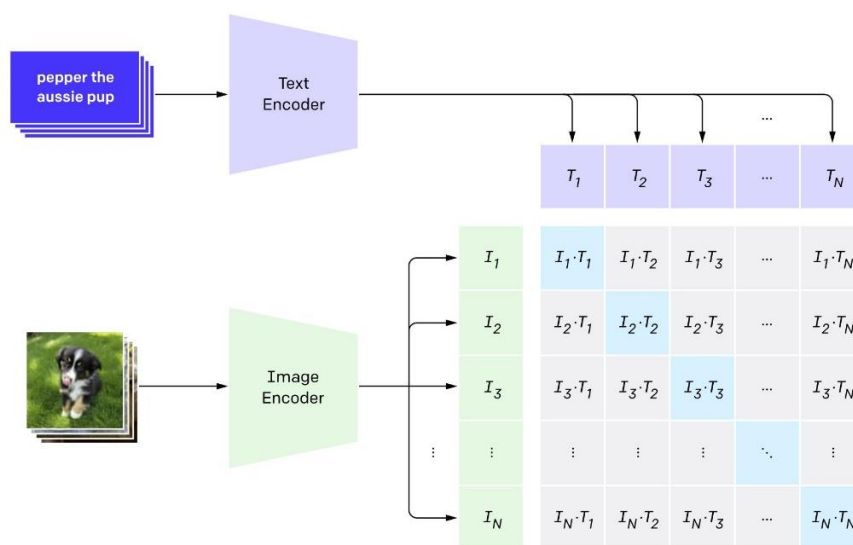 pepper the
aussie pup
Text
Encoder
...
T1 T2 T3 ... TN
I1 I1·T1 I1·T2 I1·T3 ... I1·TN
I2 I2·T1 I2·T2 I2·T3 ... I2·TN
Image
Encoder
I3 I3·T1 I3·T2 I3·T3 ... I3·TN
⋮ ⋮ ⋮ ⋮ ⋮ ⋱ ⋮
IN IN·T1 IN·T2 IN·T3 ... IN·TN